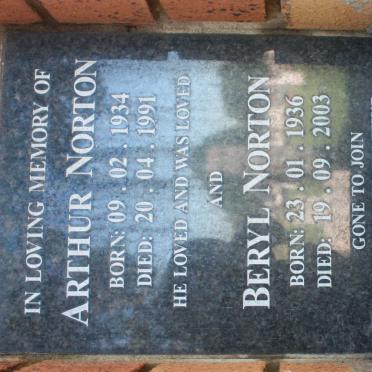 IN LOVING MEMORY OF
ARTHUR NORTON
BORN: 09 . 02 . 1934
DIED: 20 . 04 . 1991
HE LOVED AND WAS LOVED
AND
BERYL NORTON
BORN: 23 . 01 . 1936
DIED: 19 . 09 . 2003
GONE TO JOIN